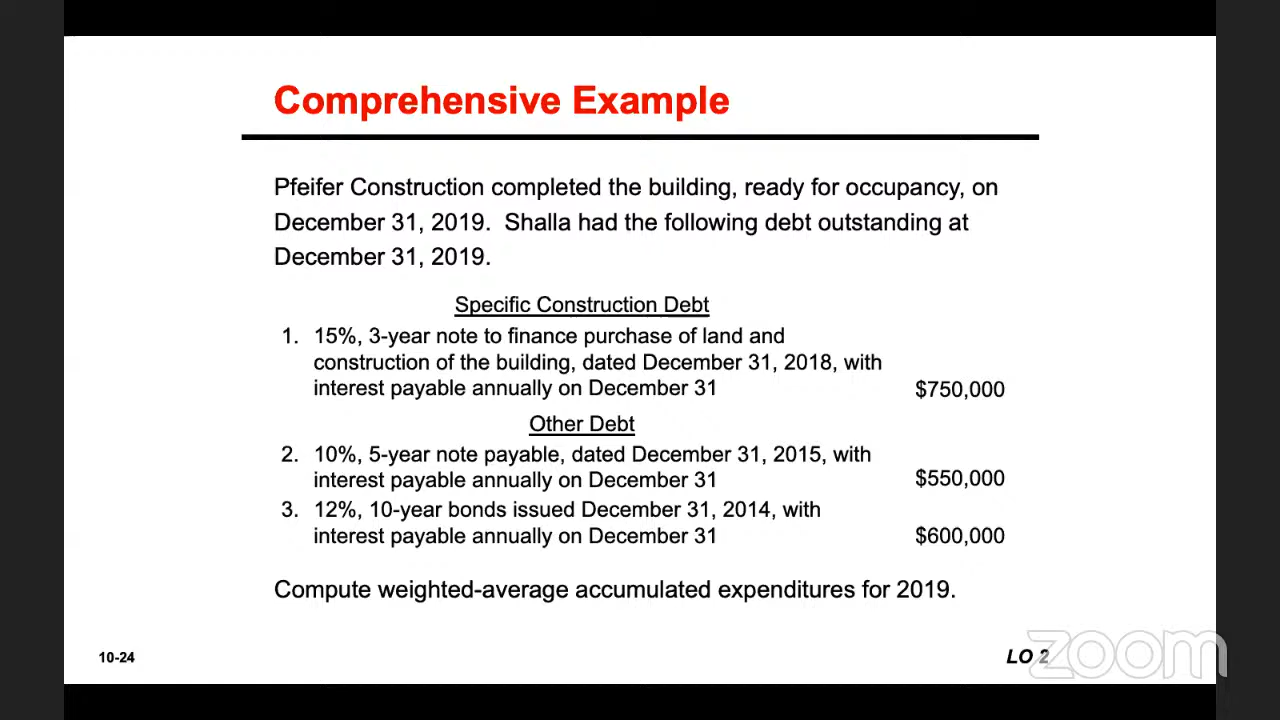 Comprehensive Example
Pfeifer Construction completed the building, ready for occupancy, on
December 31, 2019. Shalla had the following debt outstanding at
December 31, 2019.
Specific Construction Debt
1. 15%, 3-year note to finance purchase of land and
construction of the building, dated December 31, 2018, with
interest payable annually on December 31 $750,000
Other Debt
2. 10%, 5-year note payable, dated December 31, 2015, with
interest payable annually on December 31 $550,000
3. 12%, 10-year bonds issued December 31, 2014, with
interest payable annually on December 31 $600,000
Compute weighted-average accumulated expenditures for 2019.
10-24 LO 2
zoom